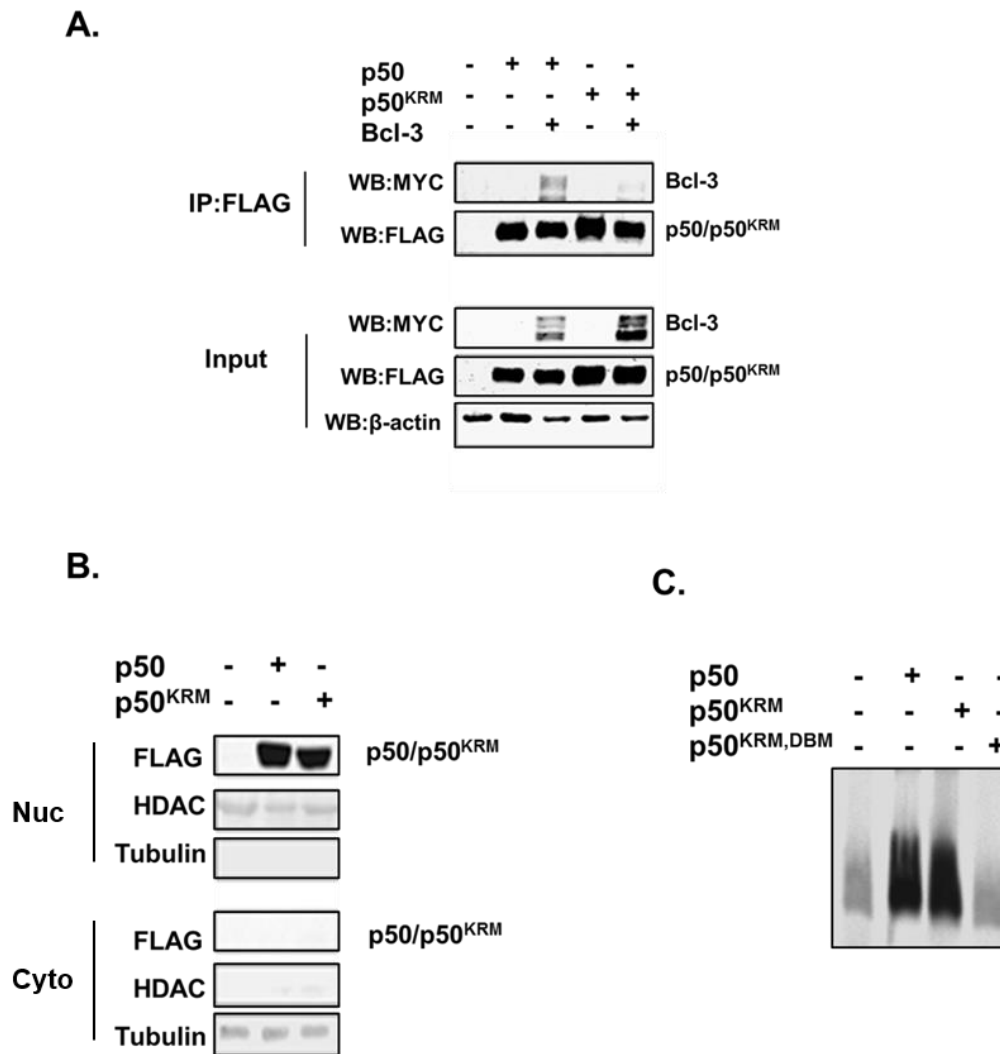 A.
p50 - + + - -
p50KRM - - - + +
Bcl-3 - - + - +
IP:FLAG
WB:MYC Bcl-3
WB:FLAG p50/p50KRM
Input
WB:MYC Bcl-3
WB:FLAG p50/p50KRM
WB:β-actin
B.
p50 - + -
p50KRM - - +
Nuc
FLAG p50/p50KRM
HDAC
Tubulin
Cyto
FLAG p50/p50KRM
HDAC
Tubulin
C.
p50 - + - -
p50KRM - - + -
p50KRM,DBM - - - +